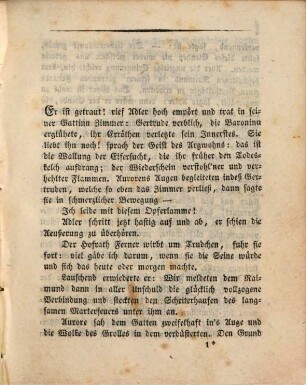 Er ist getraut! rief Adler hoch empört und trat in sei-
ner Gattinn Zimmer: Gertrude verblich, die Baroninn
erglühete, ihr Erröthen verletzte sein Innerstes. Sie
liebt ihn noch! sprach der Geist des Argwohns: das
ist die Wallung der Eifersucht, die ihr früher den Todes-
kelch aufdrang; der Wiederschein verstohl'ner und ver-
hehlter Flammen. Aurorens Augen begleiteten indeß Ger-
truden, welche so eben das Zimmer verließ, dann sagte
sie in schmerzlicher Bewegung —
Ich leide mit diesem Opferlamme!
Adler schritt jetzt hastig auf und ab, er schien die
Aeußerung zu überhören.
Der Hofrath Ferner wirbt um Trudchen, fuhr sie
fort: viel gäbe ich darum, wenn sie die Seine würde
und sich das heute oder morgen machte.
Lauschend erwiederte er: Wir meldeten dem Rai-
mund dann in aller Unschuld die glücklich vollzogene
Verbindung und steckten den Scheiterhaufen des lang-
samen Marterfeuers unter ihm an.
Aurore sah dem Gatten zweifelhaft in's Auge und
die Wolke des Grolles in dem verdüsterten. Den Grund
1*